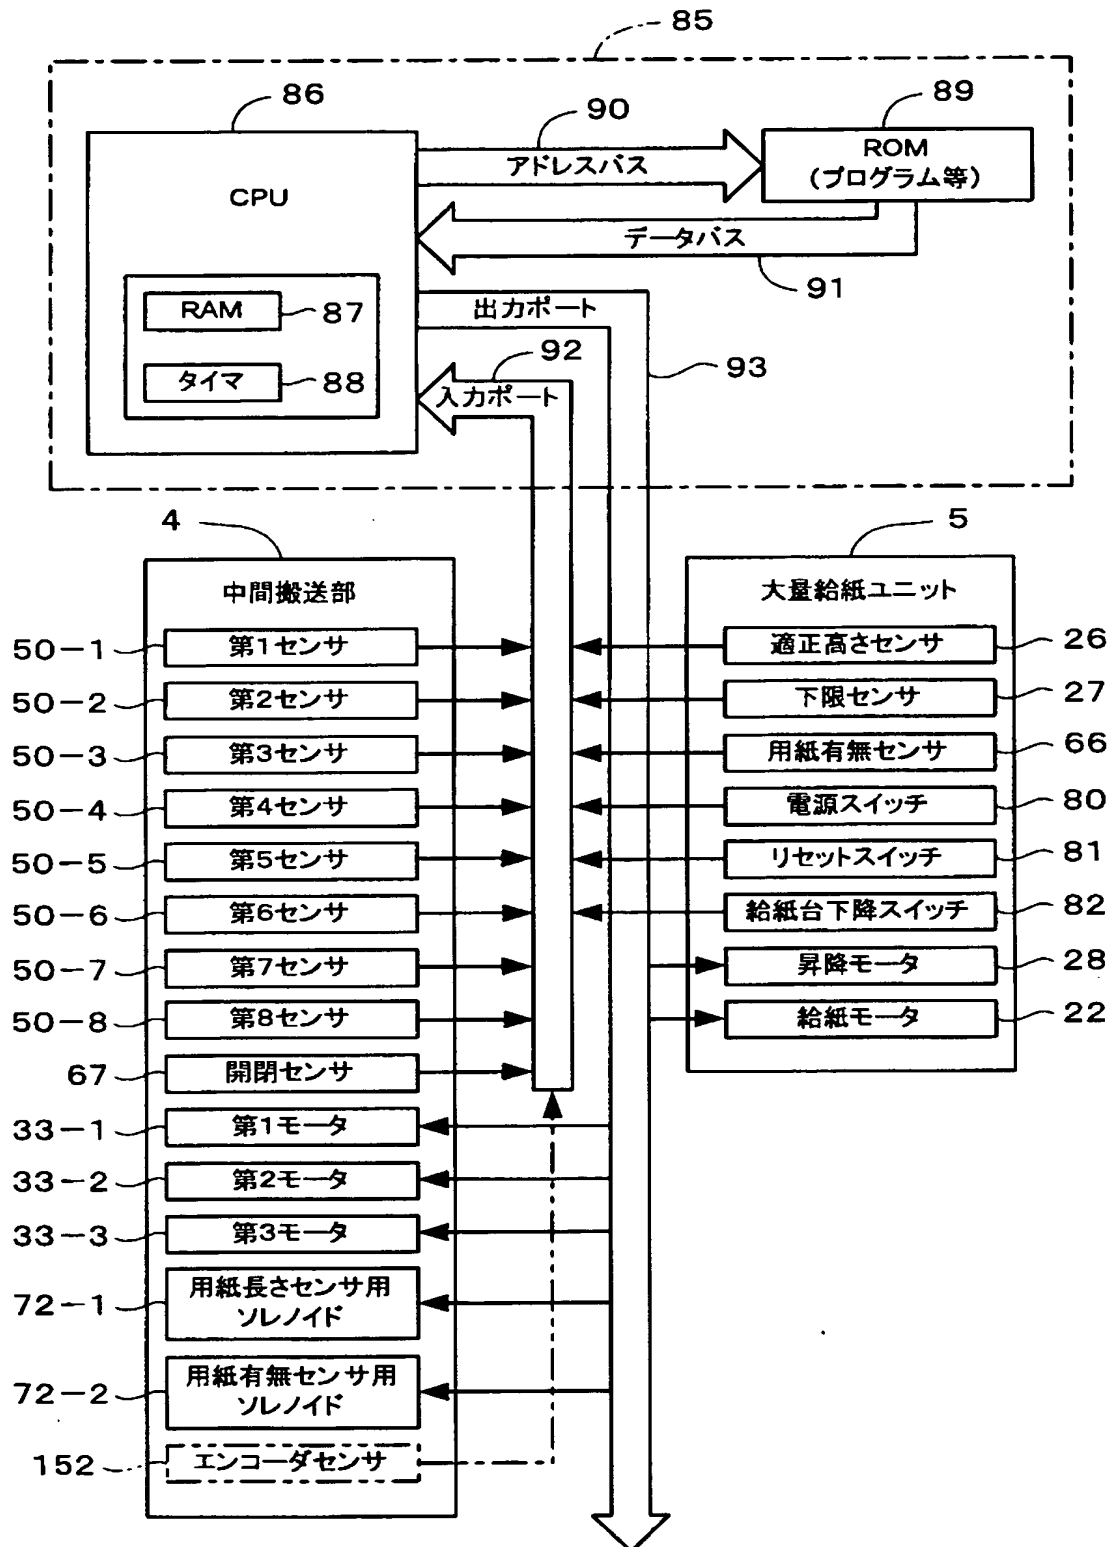 85
86
90
89
CPU
アドレスバス
ROM
(プログラム等)
データバス
91
RAM
87
タイマ
88
出力ポート
92
93
入力ポート
4
5
中間搬送部
大量給紙ユニット
50-1
第1センサ
適正高さセンサ
26
50-2
第2センサ
下限センサ
27
50-3
第3センサ
用紙有無センサ
66
50-4
第4センサ
電源スイッチ
80
50-5
第5センサ
リセットスイッチ
81
50-6
第6センサ
給紙台下降スイッチ
82
50-7
第7センサ
昇降モータ
28
50-8
第8センサ
給紙モータ
22
67
開閉センサ
33-1
第1モータ
33-2
第2モータ
33-3
第3モータ
72-1
用紙長さセンサ用
ソレノイド
72-2
用紙有無センサ用
ソレノイド
152
エンコーダセンサ